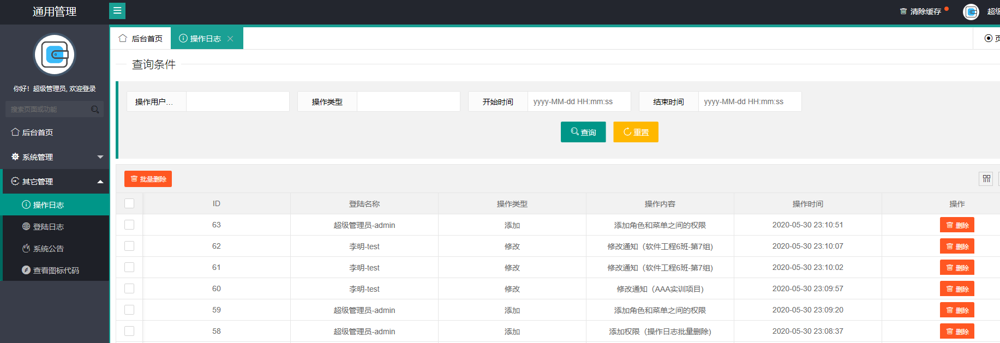 通用管理
清除缓存
超级
你好！超级管理员, 欢迎登录
搜索页面或功能
后台首页
系统管理
其它管理
操作日志
登陆日志
系统公告
查看图标代码
后台首页
操作日志
页
查询条件
操作用户...
操作类型
开始时间 yyyy-MM-dd HH:mm:ss
结束时间 yyyy-MM-dd HH:mm:ss
查询
重置
批量删除
ID 登陆名称 操作类型 操作内容 操作时间 操作
63 超级管理员-admin 添加 添加角色和菜单之间的权限 2020-05-30 23:10:51 删除
62 李明-test 修改 修改通知（软件工程6班-第7组) 2020-05-30 23:10:07 删除
61 李明-test 修改 修改通知（软件工程6班-第7组) 2020-05-30 23:10:02 删除
60 李明-test 修改 修改通知（AAA实训项目) 2020-05-30 23:09:57 删除
59 超级管理员-admin 添加 添加角色和菜单之间的权限 2020-05-30 23:09:20 删除
58 超级管理员-admin 添加 添加权限（操作日志批量删除) 2020-05-30 23:08:37 删除